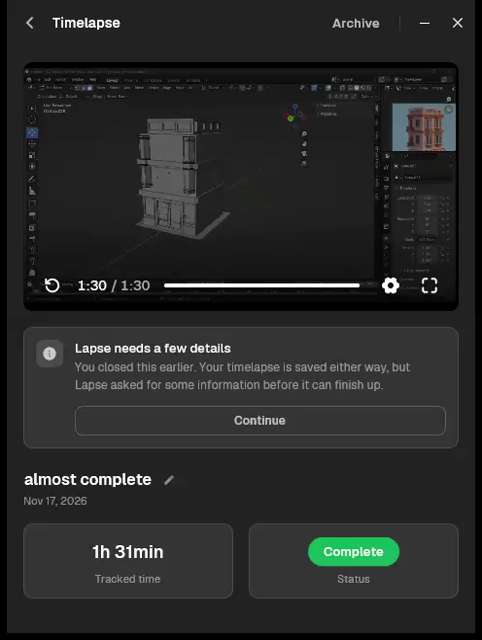 Timelapse
Archive
1:30 / 1:30
Lapse needs a few details
You closed this earlier. Your timelapse is saved either way, but
Lapse asked for some information before it can finish up.
Continue
almost complete
Nov 17, 2026
1h 31min
Complete
Tracked time
Status